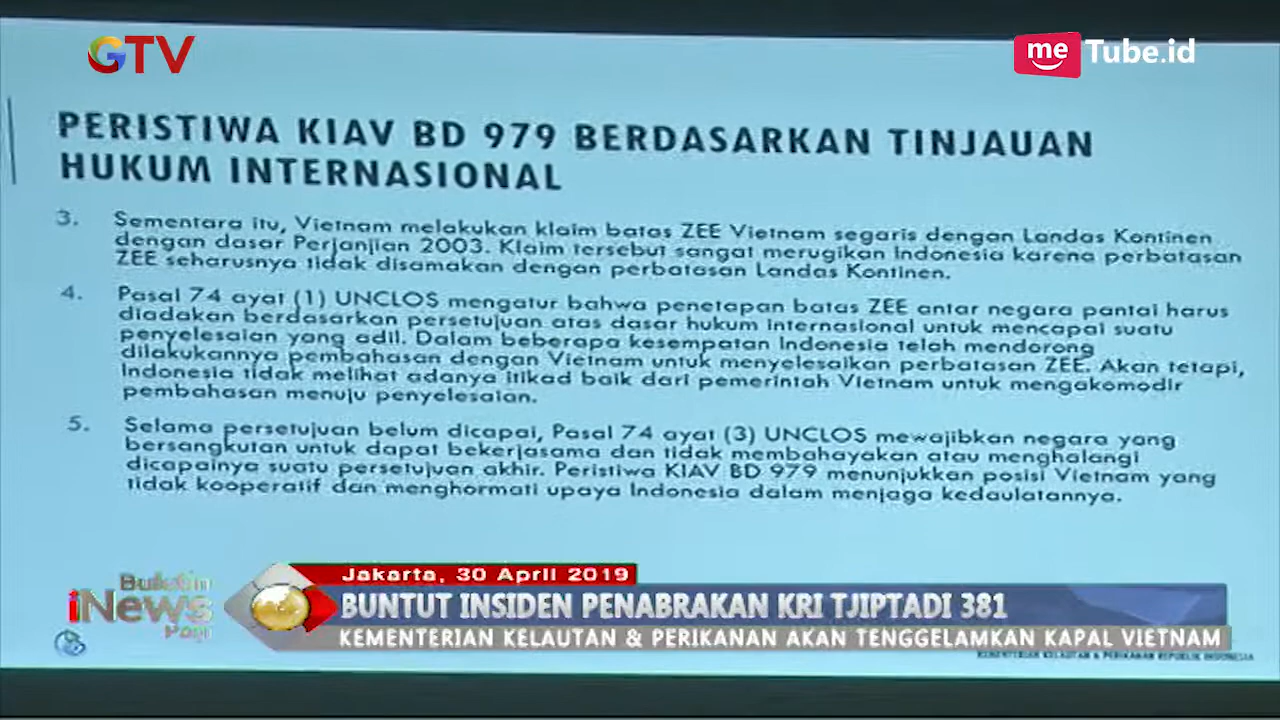 GTV
me Tube.id
PERISTIWA KIAV BD 979 BERDASARKAN TINJAUAN
HUKUM INTERNASIONAL
3. Sementara itu, Vietnam melakukan klaim batas ZEE Vietnam segaris dengan Landas Kontinen
dengan dasar Perjanjian 2003. Klaim tersebut sangat merugikan Indonesia karena perbatasan
ZEE seharusnya tidak disamakan dengan perbatasan Landas Kontinen.
4. Pasal 74 ayat (1) UNCLOS mengatur bahwa penetapan batas ZEE antar negara pantai harus
diadakan berdasarkan persetujuan atas dasar hukum internasional untuk mencapai suatu
penyelesaian yang adil. Dalam beberapa kesempatan Indonesia telah mendorong
dilakukannya pembahasan dengan Vietnam untuk menyelesaikan perbatasan ZEE. Akan tetapi,
Indonesia tidak melihat adanya itikad baik dari pemerintah Vietnam untuk mengakomodir
pembahasan menuju penyelesaian.
5. Selama persetujuan belum dicapai, Pasal 74 ayat (3) UNCLOS mewajibkan negara yang
bersangkutan untuk dapat bekerjasama dan tidak membahayakan atau menghalangi
dicapainya suatu persetujuan akhir. Peristiwa KIAV BD 979 menunjukkan posisi Vietnam yang
tidak kooperatif dan menghormati upaya Indonesia dalam menjaga kedaulatannya.
Jakarta, 30 April 2019
Buletin
iNews
Pagi
BUNTUT INSIDEN PENABRAKAN KRI TJIPTADI 381
KEMENTERIAN KELAUTAN & PERIKANAN AKAN TENGGELAMKAN KAPAL VIETNAM
KEMENTERIAN KELAUTAN & PERIKANAN REPUBLIK INDONESIA